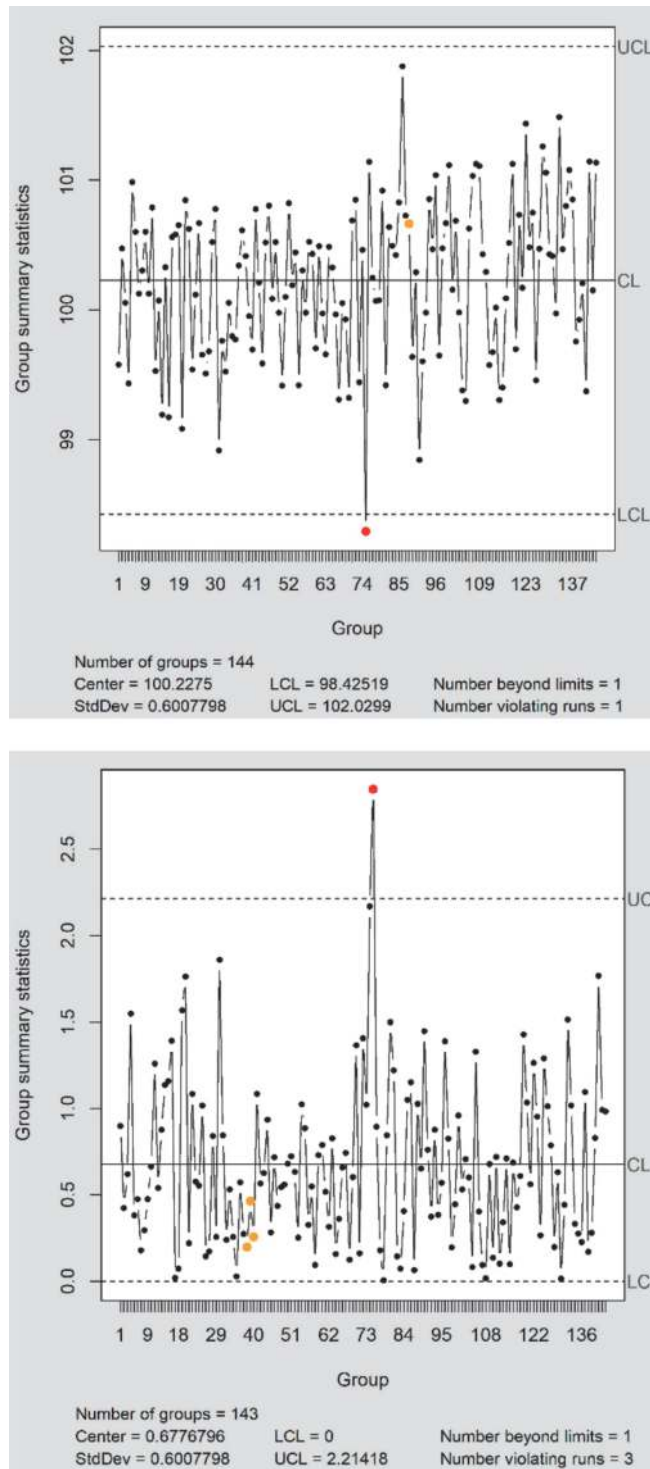 102
UCL
101
CL
100
99
LCL
Group summary statistics
1 9 19 30 41 52 63 74 85 96 109 123 137
Group
Number of groups = 144
Center = 100.2275 LCL = 98.42519 Number beyond limits = 1
StdDev = 0.6007798 UCL = 102.0299 Number violating runs = 1
2.5
UC
2.0
1.5
1.0
CL
0.5
0.0
LC
Group summary statistics
1 9 18 29 40 51 62 73 84 95 108 122 136
Group
Number of groups = 143
Center = 0.6776796 LCL = 0 Number beyond limits = 1
StdDev = 0.6007798 UCL = 2.21418 Number violating runs = 3